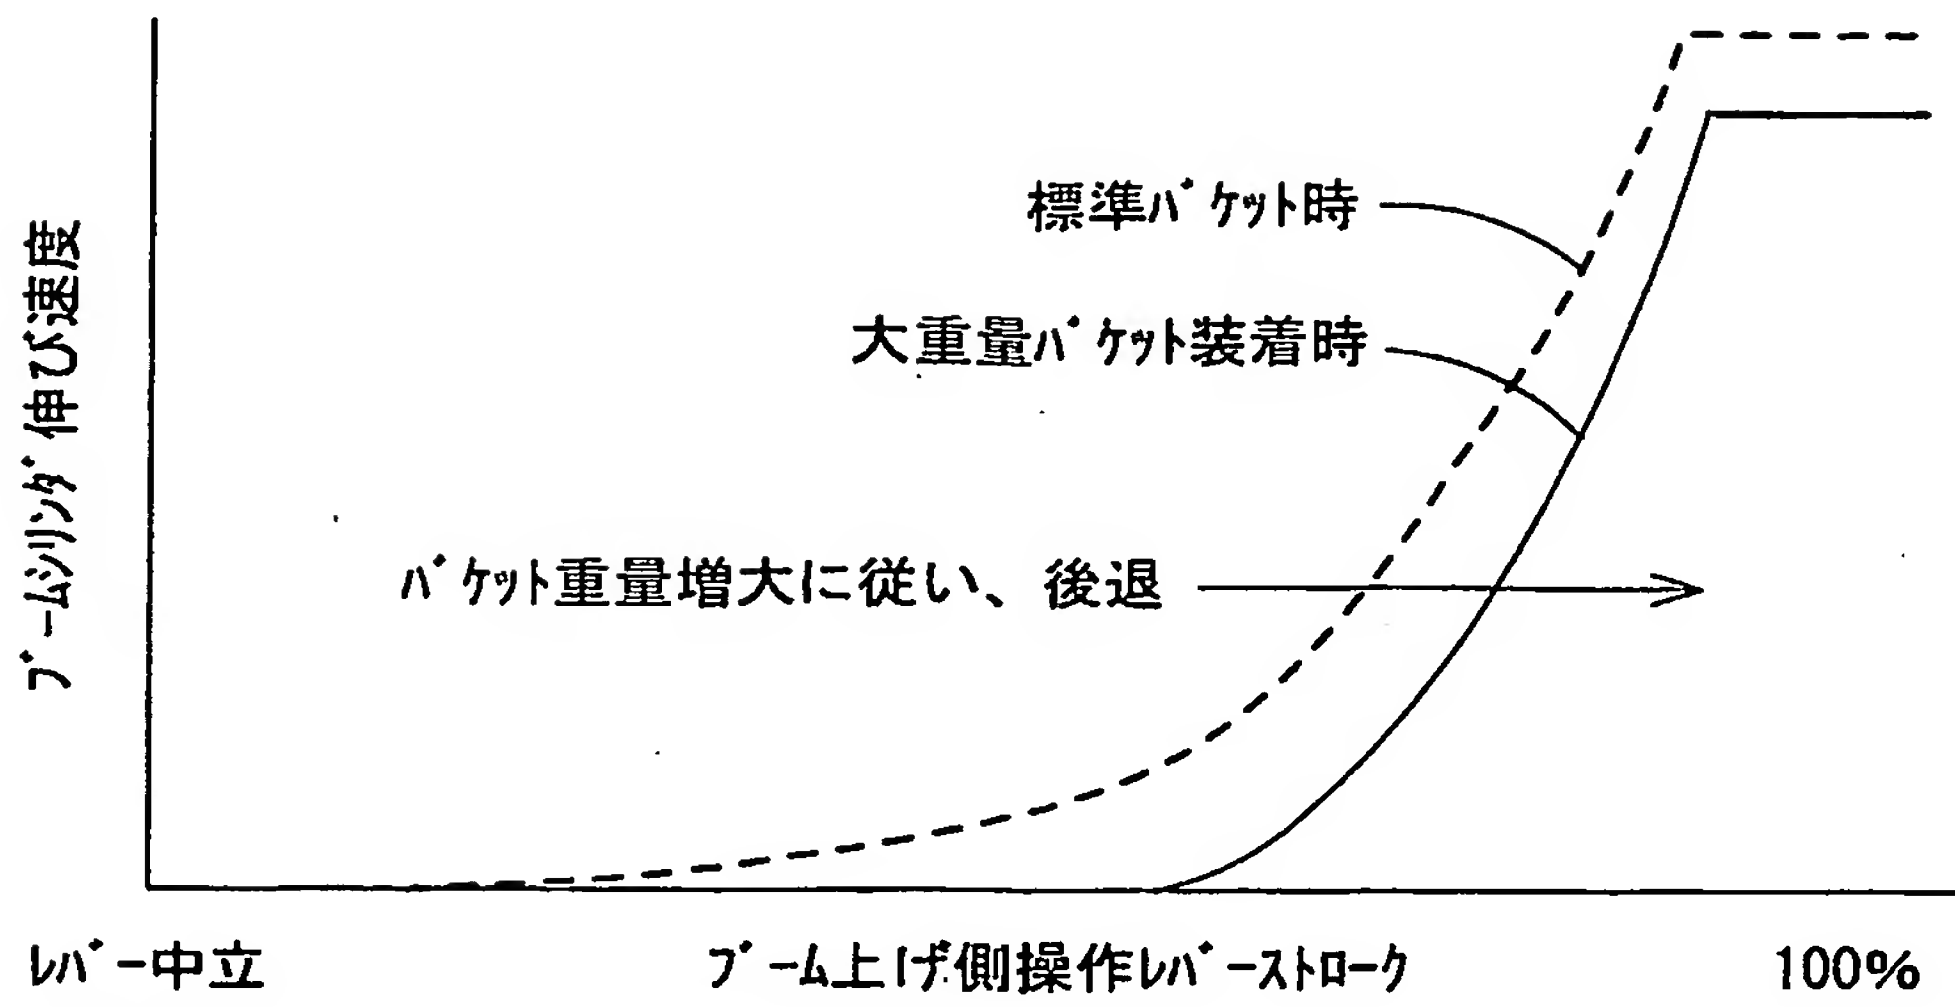 標準ﾊﾞｹｯﾄ時
大重量ﾊﾞｹｯﾄ装着時
ﾊﾞｹｯﾄ重量増大に従い、後退
ﾌﾞｰﾑｼﾘﾝﾀﾞ伸び速度
ﾚﾊﾞｰ中立
ﾌﾞｰﾑ上げ側操作ﾚﾊﾞｰｽﾄﾛｰｸ
100%